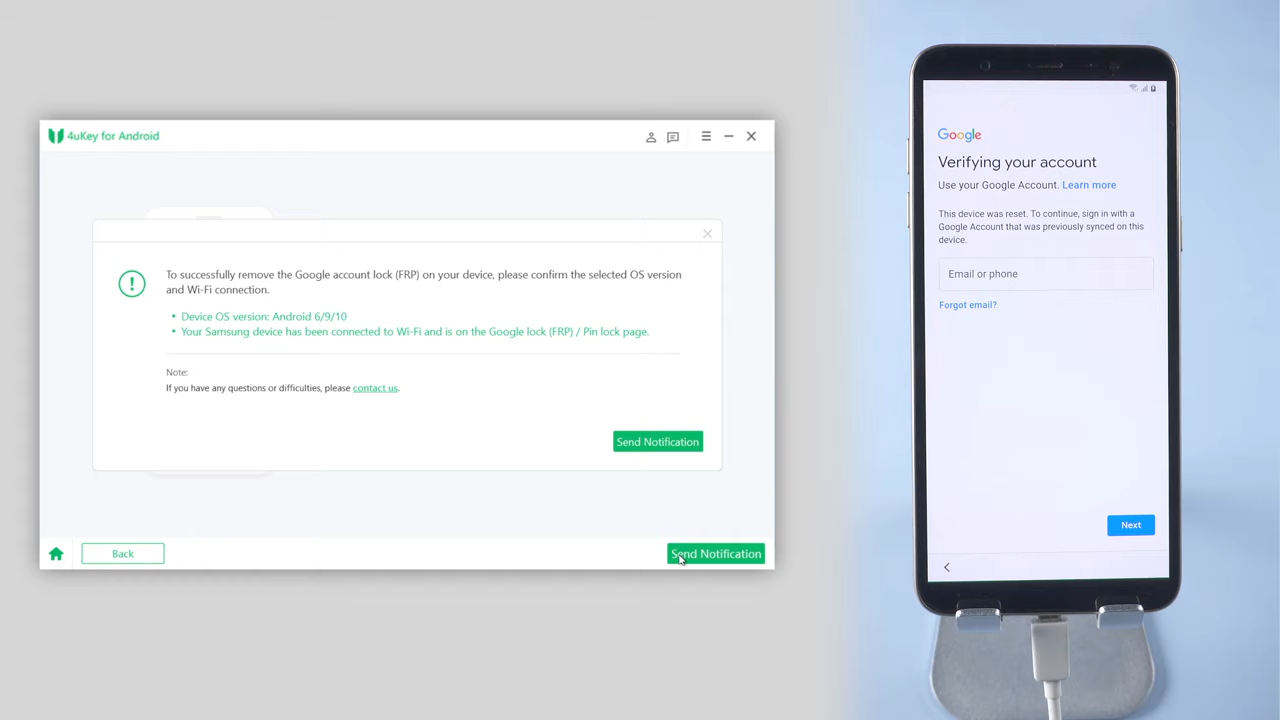 4uKey for Android
To successfully remove the Google account lock (FRP) on your device, please confirm the selected OS version
and Wi-Fi connection.
• Device OS version: Android 6/9/10
• Your Samsung device has been connected to Wi-Fi and is on the Google lock (FRP) / Pin lock page.
Note:
If you have any questions or difficulties, please contact us.
Send Notification
Back
Send Notification
Google
Verifying your account
Use your Google Account. Learn more
This device was reset. To continue, sign in with a
Google Account that was previously synced on this
device.
Email or phone
Forgot email?
Next